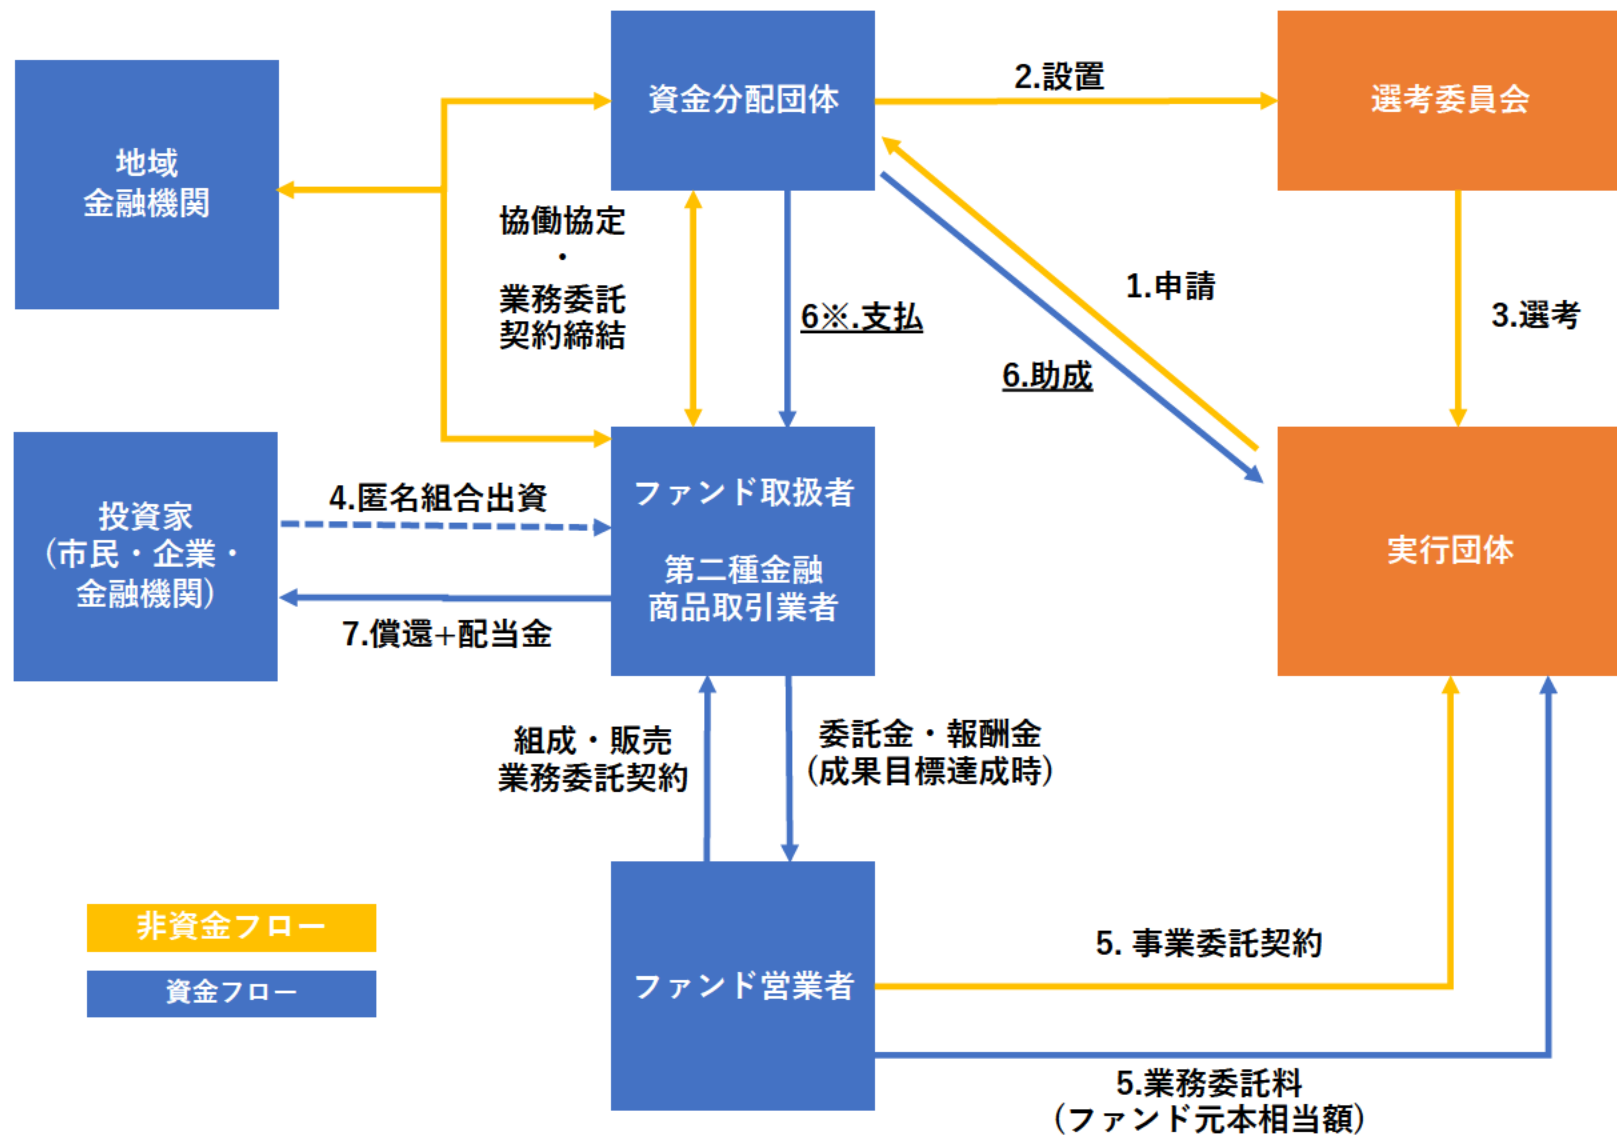 資金分配団体
2.設置
選考委員会
地域
金融機関
協働協定
・
業務委託
契約締結
6※.支払
1.申請
6.助成
3.選考
投資家
(市民・企業・
金融機関)
4.匿名組合出資
7.償還+配当金
ファンド取扱者
第二種金融
商品取引業者
実行団体
組成・販売
業務委託契約
委託金・報酬金
(成果目標達成時)
非資金フロー
資金フロー
ファンド営業者
5. 事業委託契約
5.業務委託料
(ファンド元本相当額)